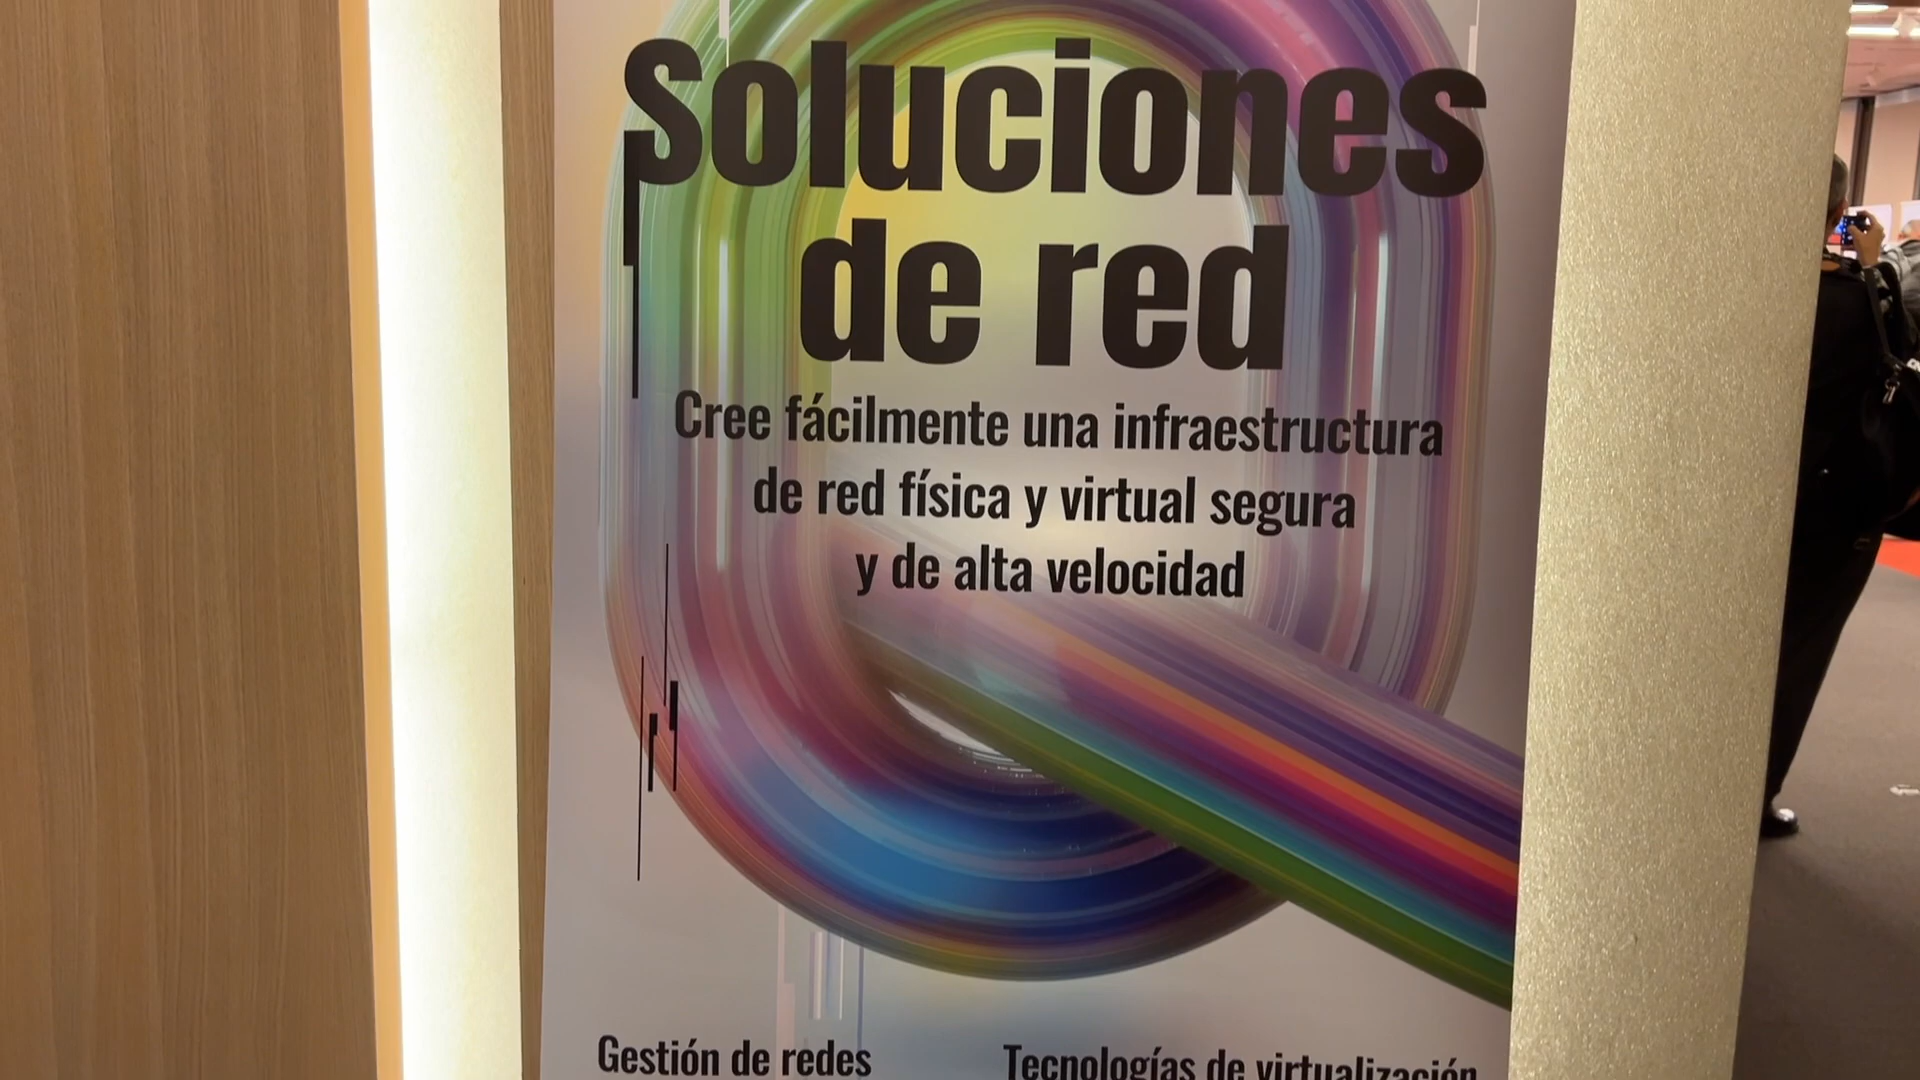 Soluciones
de red
Cree fácilmente una infraestructura
de red física y virtual segura
y de alta velocidad
Gestión de redes
Tecnologías de virtualización